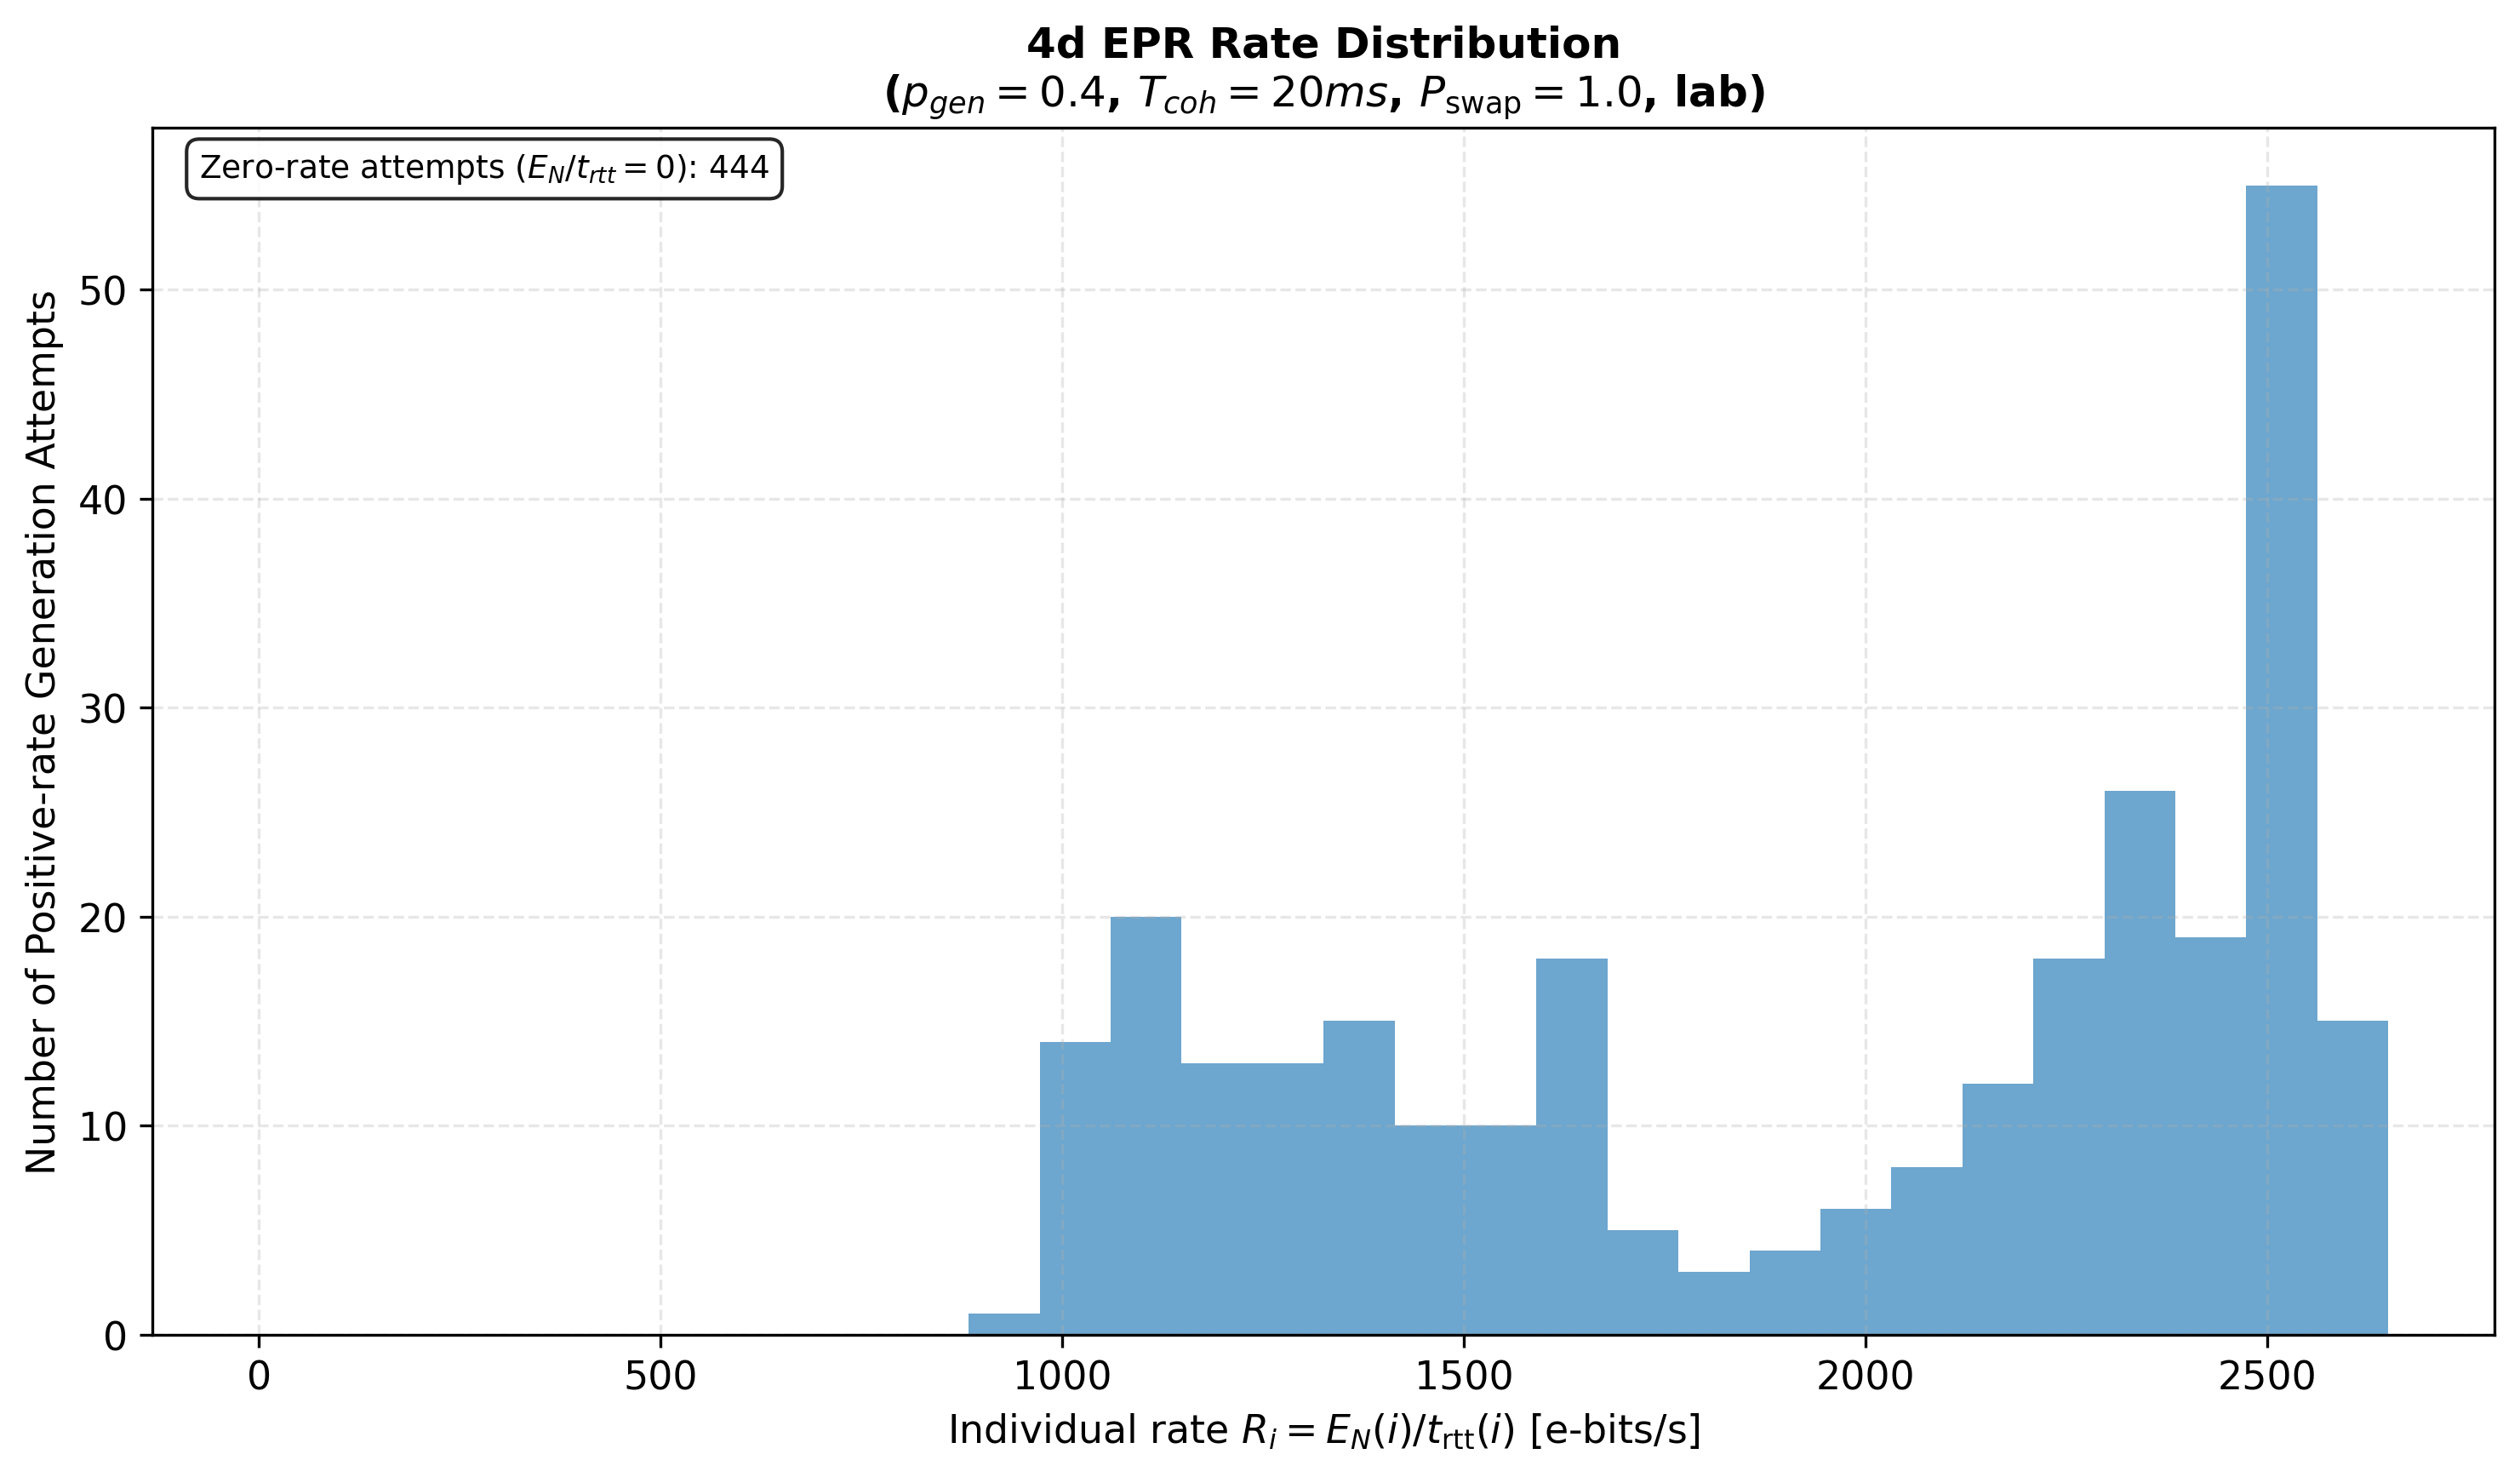 4d EPR Rate Distribution
(p_gen = 0.4, T_coh = 20ms, P_swap = 1.0, lab)
Zero-rate attempts (E_N/t_rtt = 0): 444
Number of Positive-rate Generation Attempts
50
40
30
20
10
0
0 500 1000 1500 2000 2500
Individual rate R_i = E_N(i)/t_rtt(i) [e-bits/s]